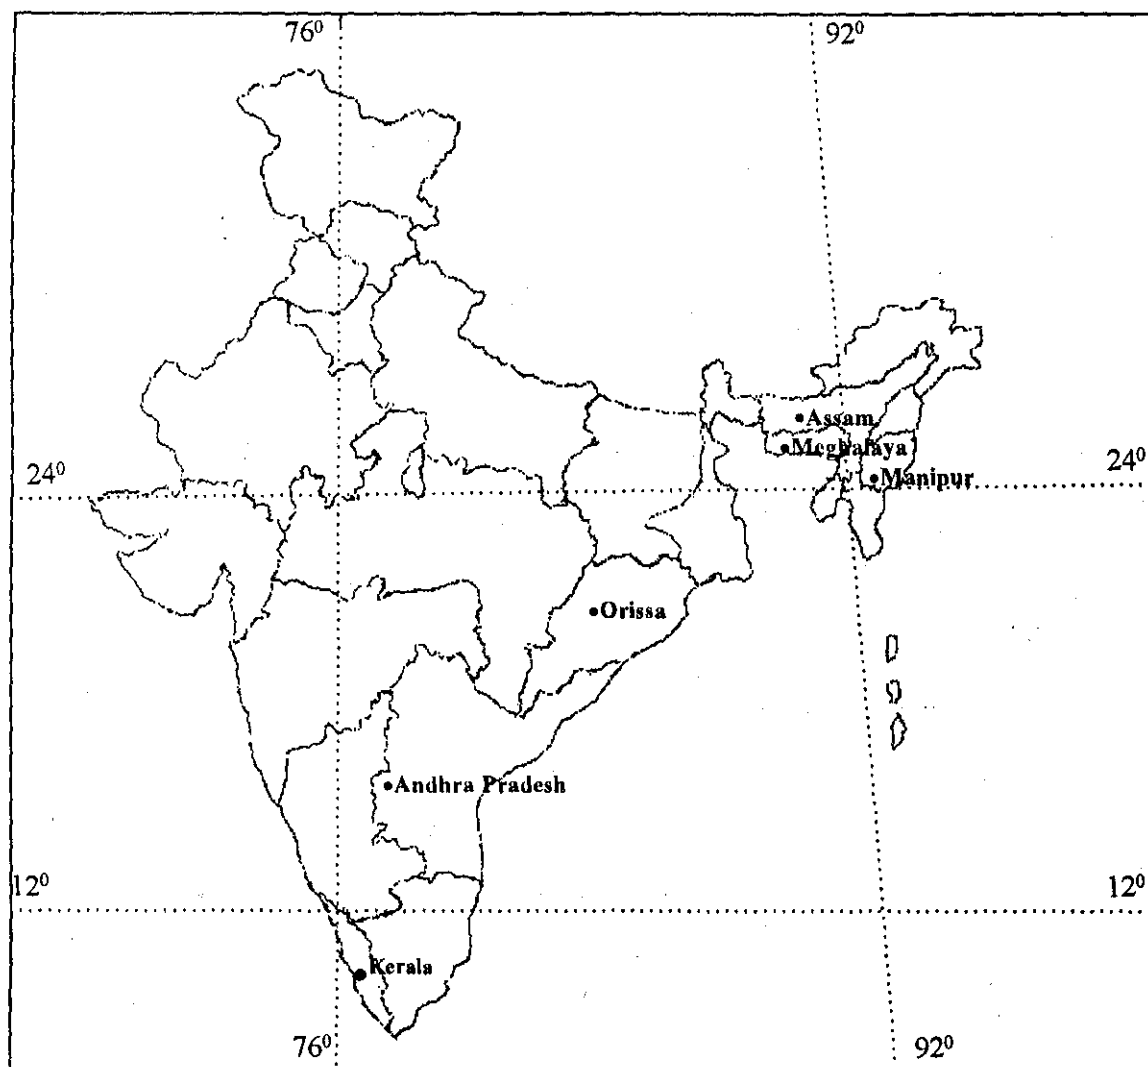 76⁰ 92⁰
Assam
Meghalaya
24⁰ 24⁰
Manipur
Orissa
Andhra Pradesh
12⁰ 12⁰
Kerala
76⁰ 92⁰